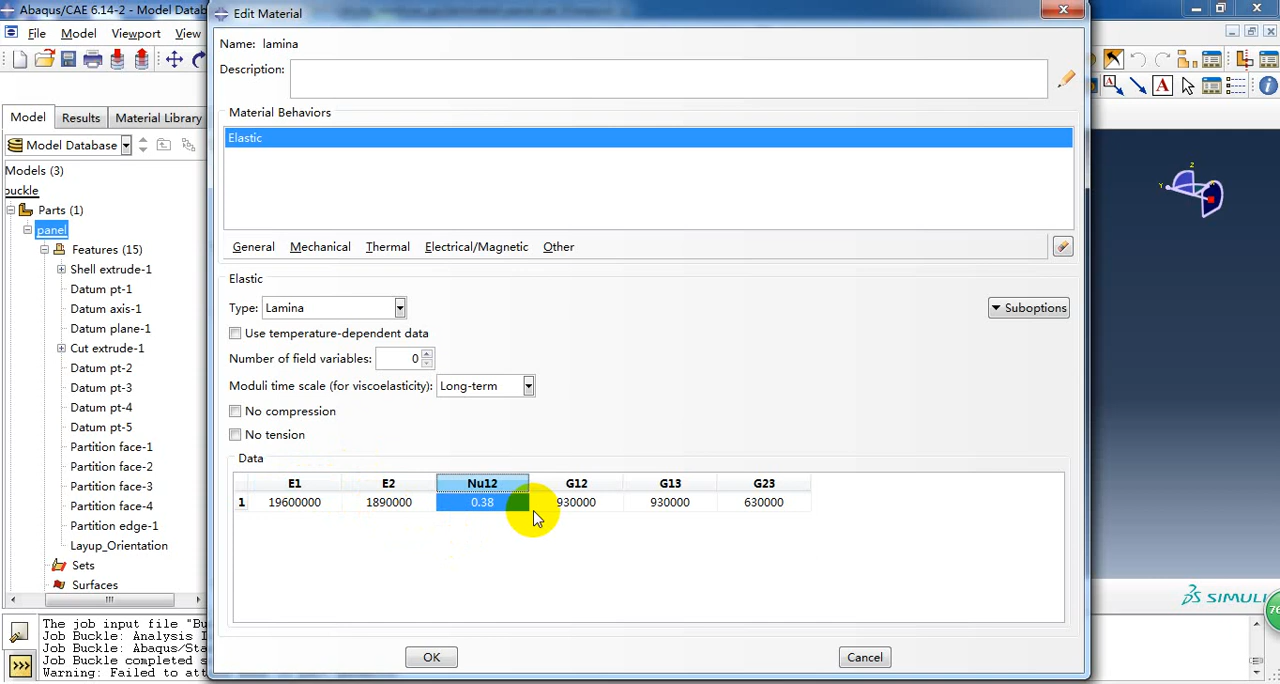 Abaqus/CAE 6.14-2 - Model Datab
File Model Viewport View
Model Results Material Library
Model Database
Models (3)
buckle
Parts (1)
panel
Features (15)
Shell extrude-1
Datum pt-1
Datum axis-1
Datum plane-1
Cut extrude-1
Datum pt-2
Datum pt-3
Datum pt-4
Datum pt-5
Partition face-1
Partition face-2
Partition face-4
Partition edge-1
Layup_Orientation
Sets
Surfaces
Edit Material
Name: lamina
Description:
Material Behaviors
Elastic
General Mechanical Thermal Electrical/Magnetic Other
Elastic
Type: Lamina
Suboptions
Use temperature-dependent data
Number of field variables: 0
Moduli time scale (for viscoelasticity): Long-term
No compression
No tension
Data
E1 E2 Nu12 G12 G13 G23
1 19600000 1890000 0.38 930000 930000 630000
OK Cancel
A
A
i
Z
Y
SIMULI
76
>>>
The job input file "Bu
Job Buckle: Analysis I
Job Buckle: Abaqus/Sta
Job Buckle completed s
Warning: Failed to att